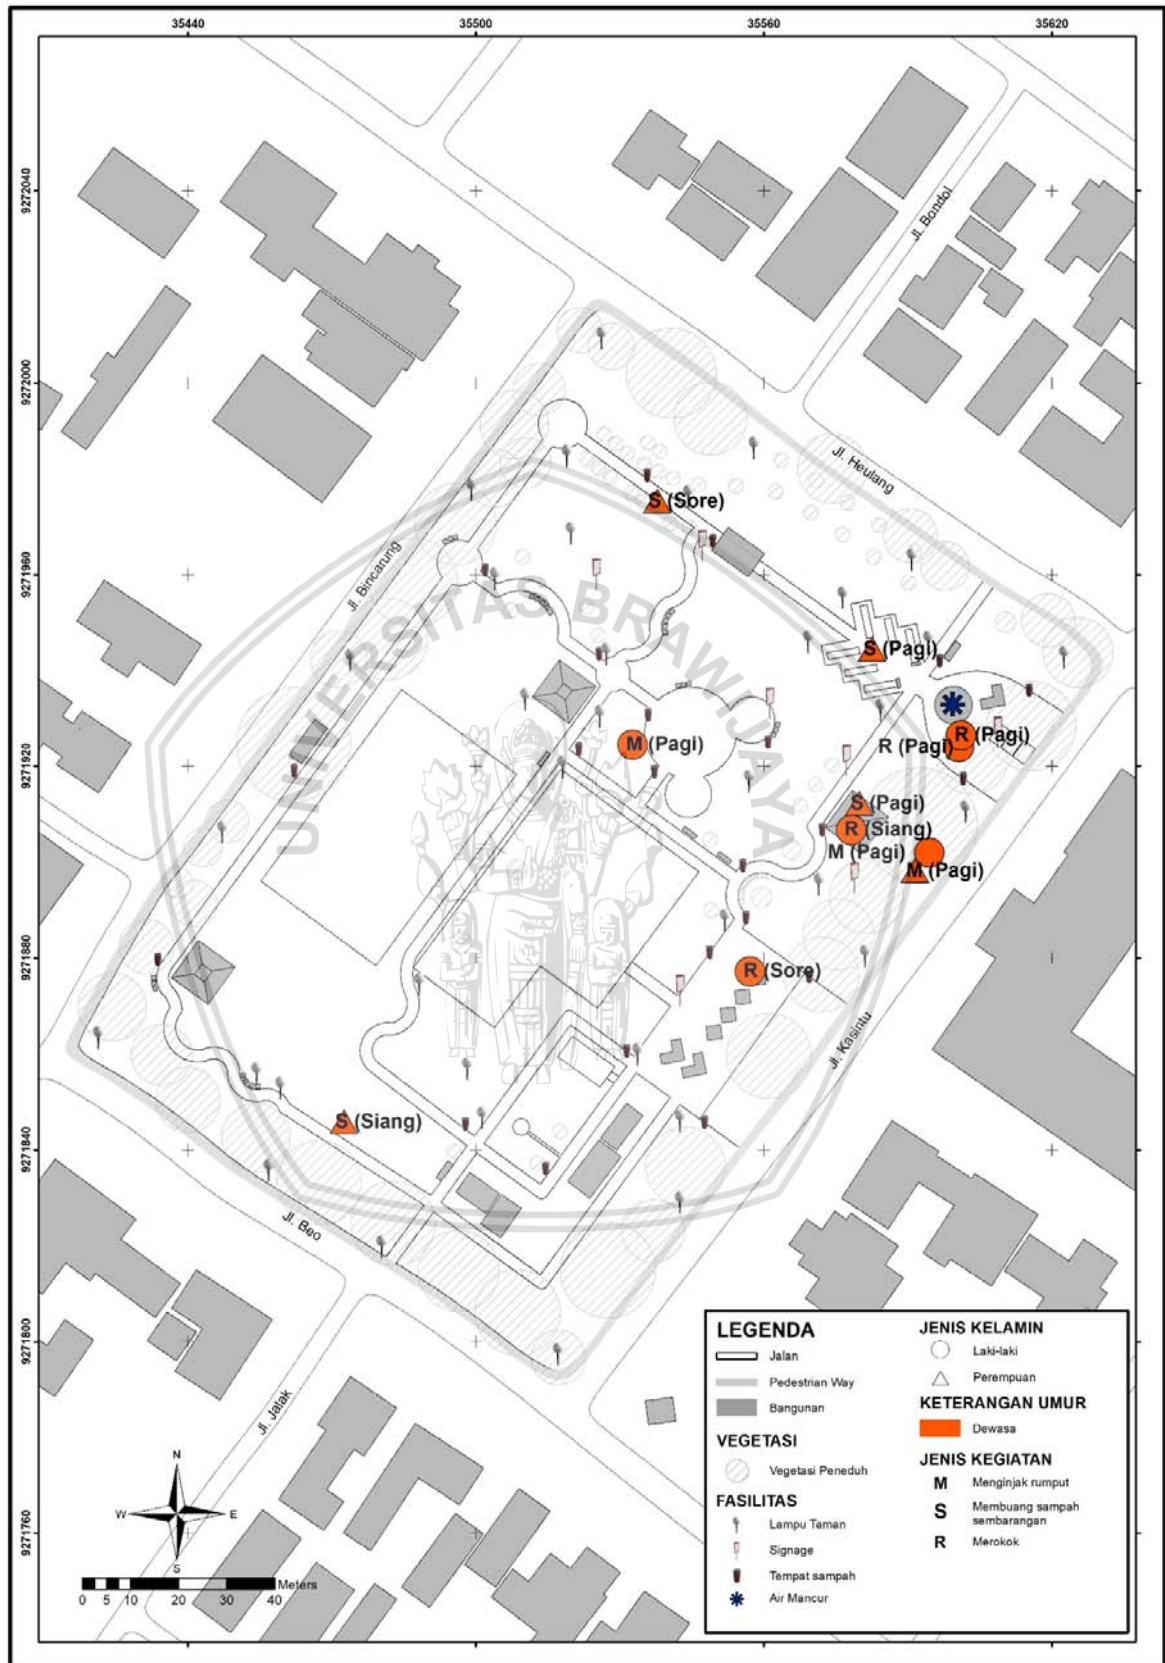 35440
35500
35560
35620
9272040
9272000
9271960
9271920
9271880
9271840
9271800
9271760
Jl. Bondol
Jl. Heulang
Jl. Bincarung
S (Sore)
S (Pagi)
UNIVERSITAS BRAWIJAYA
M (Pagi)
R (Pagi)
R (Pagi)
S (Pagi)
R (Siang)
M (Pagi)
M (Pagi)
R (Sore)
Jl. Kasintu
S (Siang)
Jl. Beo
Jl. Jalak
N
W
E
S
Meters
0 5 10 20 30 40
LEGENDA
Jalan
Pedestrian Way
Bangunan
VEGETASI
Vegetasi Peneduh
FASILITAS
Lampu Taman
Signage
Tempat sampah
Air Mancur
JENIS KELAMIN
Laki-laki
Perempuan
KETERANGAN UMUR
Dewasa
JENIS KEGIATAN
M Menginjak rumput
S Membuang sampah
sembarangan
R Merokok